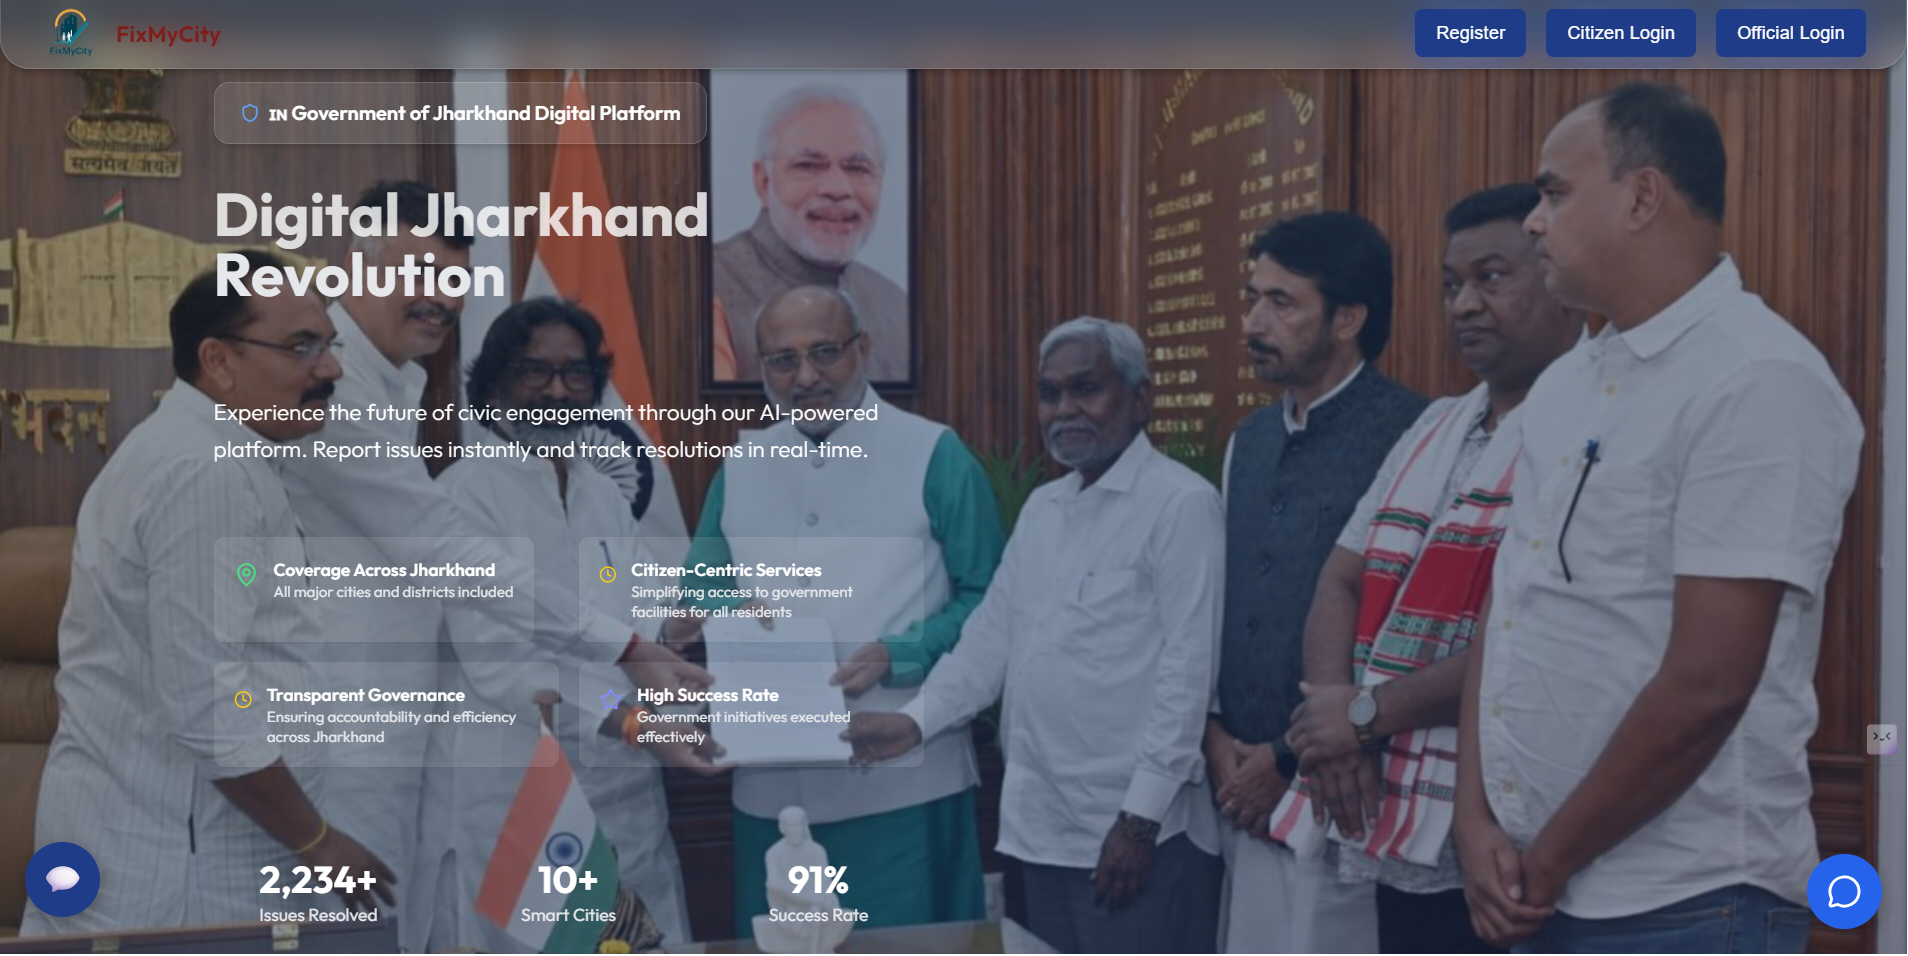 FixMyCity
FixMyCity
Register
Citizen Login
Official Login
IN Government of Jharkhand Digital Platform
सत्यमेव जयते
Digital Jharkhand
Revolution
Experience the future of civic engagement through our AI-powered
platform. Report issues instantly and track resolutions in real-time.
Coverage Across Jharkhand
All major cities and districts included
Citizen-Centric Services
Simplifying access to government
facilities for all residents
Transparent Governance
Ensuring accountability and efficiency
across Jharkhand
High Success Rate
Government initiatives executed
effectively
2,234+
Issues Resolved
10+
Smart Cities
91%
Success Rate